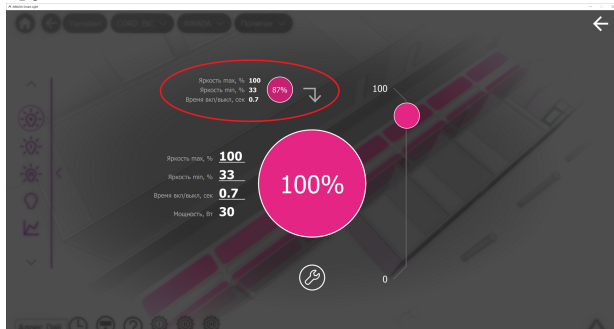 Яркость max, % 100
Яркость min, % 33
Время вкл/выкл, сек 0.7
87%
100
Яркость max, % 100
Яркость min, % 33
Время вкл/выкл, сек 0.7
Мощность, Вт 30
100%
0